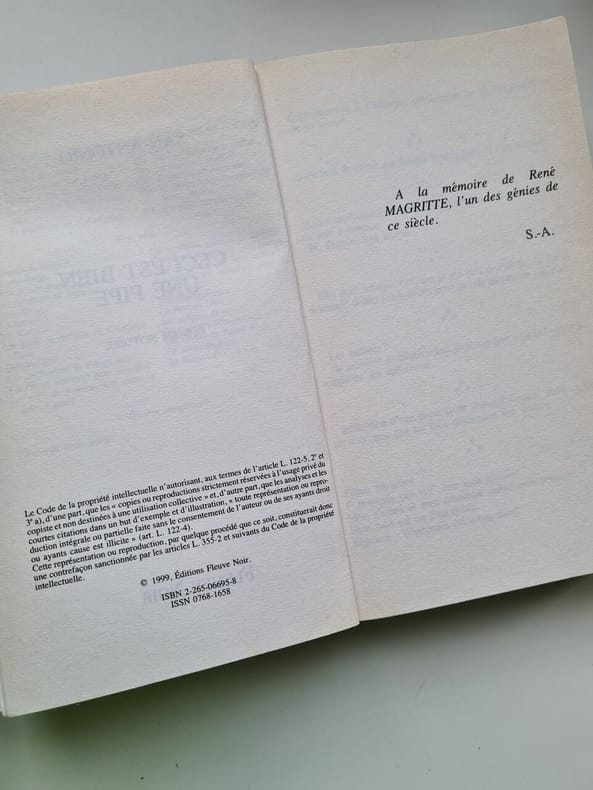 Le Code de la propriété intellectuelle n'autorisant, aux termes de l'article L. 122-5, 2e et
3e a), d'une part, que les « copies ou reproductions strictement réservées à l'usage privé du
copiste et non destinées à une utilisation collective » et, d'autre part, que les analyses et les
courtes citations dans un but d'exemple et d'illustration, « toute représentation ou repro-
duction intégrale ou partielle faite sans le consentement de l'auteur ou de ses ayants droit
ou ayants cause est illicite » (art. L. 122-4).
Cette représentation ou reproduction, par quelque procédé que ce soit, constituerait donc
une contrefaçon sanctionnée par les articles L. 355-2 et suivants du Code de la propriété
intellectuelle.
© 1999, Éditions Fleuve Noir.
ISBN 2-265-06695-8
ISSN 0768-1658
A la mémoire de René
MAGRITTE, l'un des génies de
ce siècle.
S.-A.